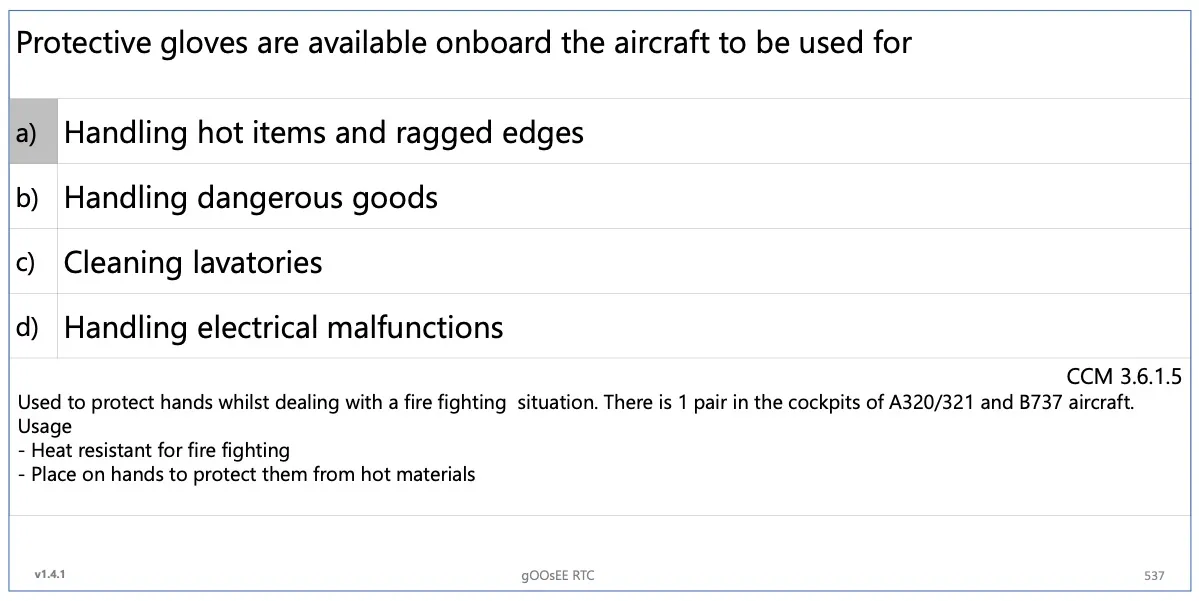 Protective gloves are available onboard the aircraft to be used for
a) Handling hot items and ragged edges
b) Handling dangerous goods
c) Cleaning lavatories
d) Handling electrical malfunctions
CCM 3.6.1.5
Used to protect hands whilst dealing with a fire fighting  situation. There is 1 pair in the cockpits of A320/321 and B737 aircraft.
Usage
- Heat resistant for fire fighting
- Place on hands to protect them from hot materials
v1.4.1 gOOsEE RTC 537